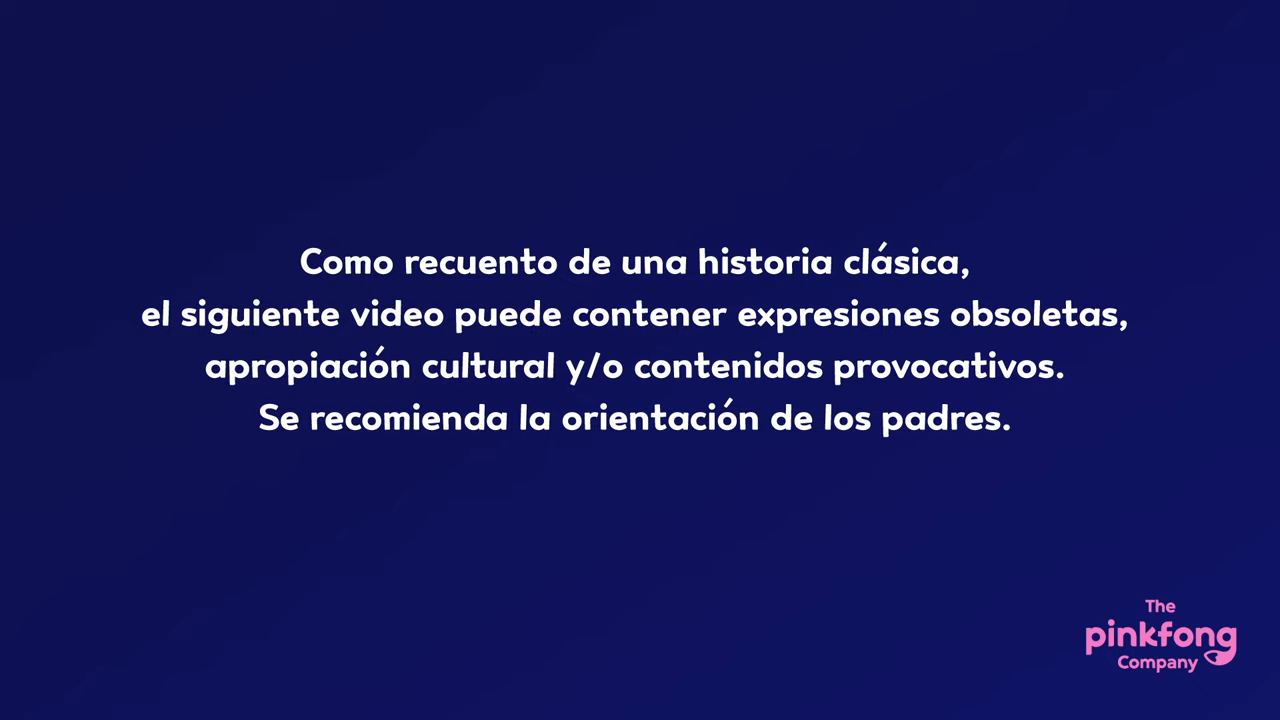 Como recuento de una historia clásica,
el siguiente video puede contener expresiones obsoletas,
apropiación cultural y/o contenidos provocativos.
Se recomienda la orientación de los padres.
The
pinkfong
Company